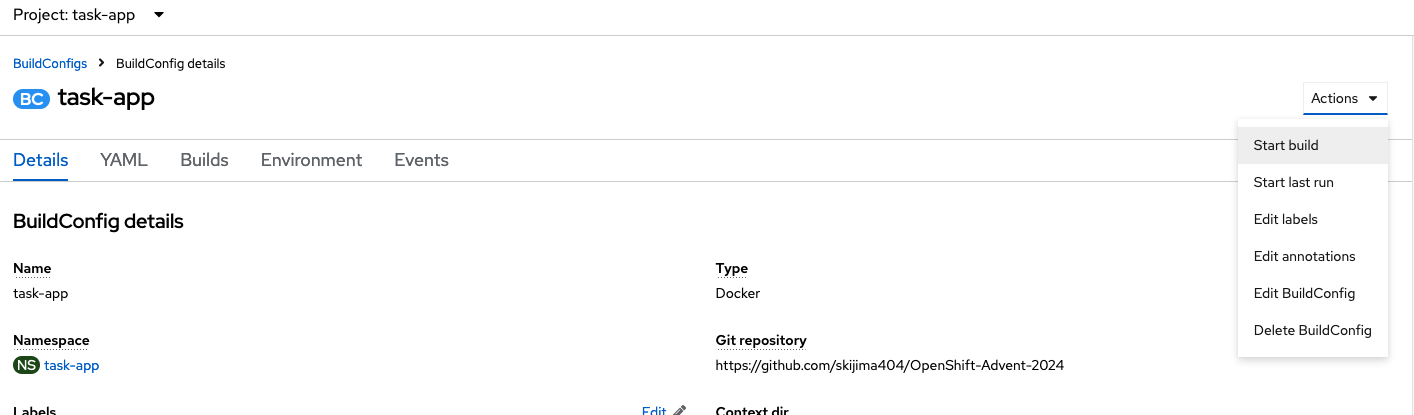 Project: task-app
BuildConfigs > BuildConfig details
BC task-app
Actions
Start build
Start last run
Edit labels
Edit annotations
Edit BuildConfig
Delete BuildConfig
Details YAML Builds Environment Events
BuildConfig details
Name
task-app
Namespace
NS task-app
Labels Edit
Type
Docker
Git repository
https://github.com/skijima404/OpenShift-Advent-2024
Context dir